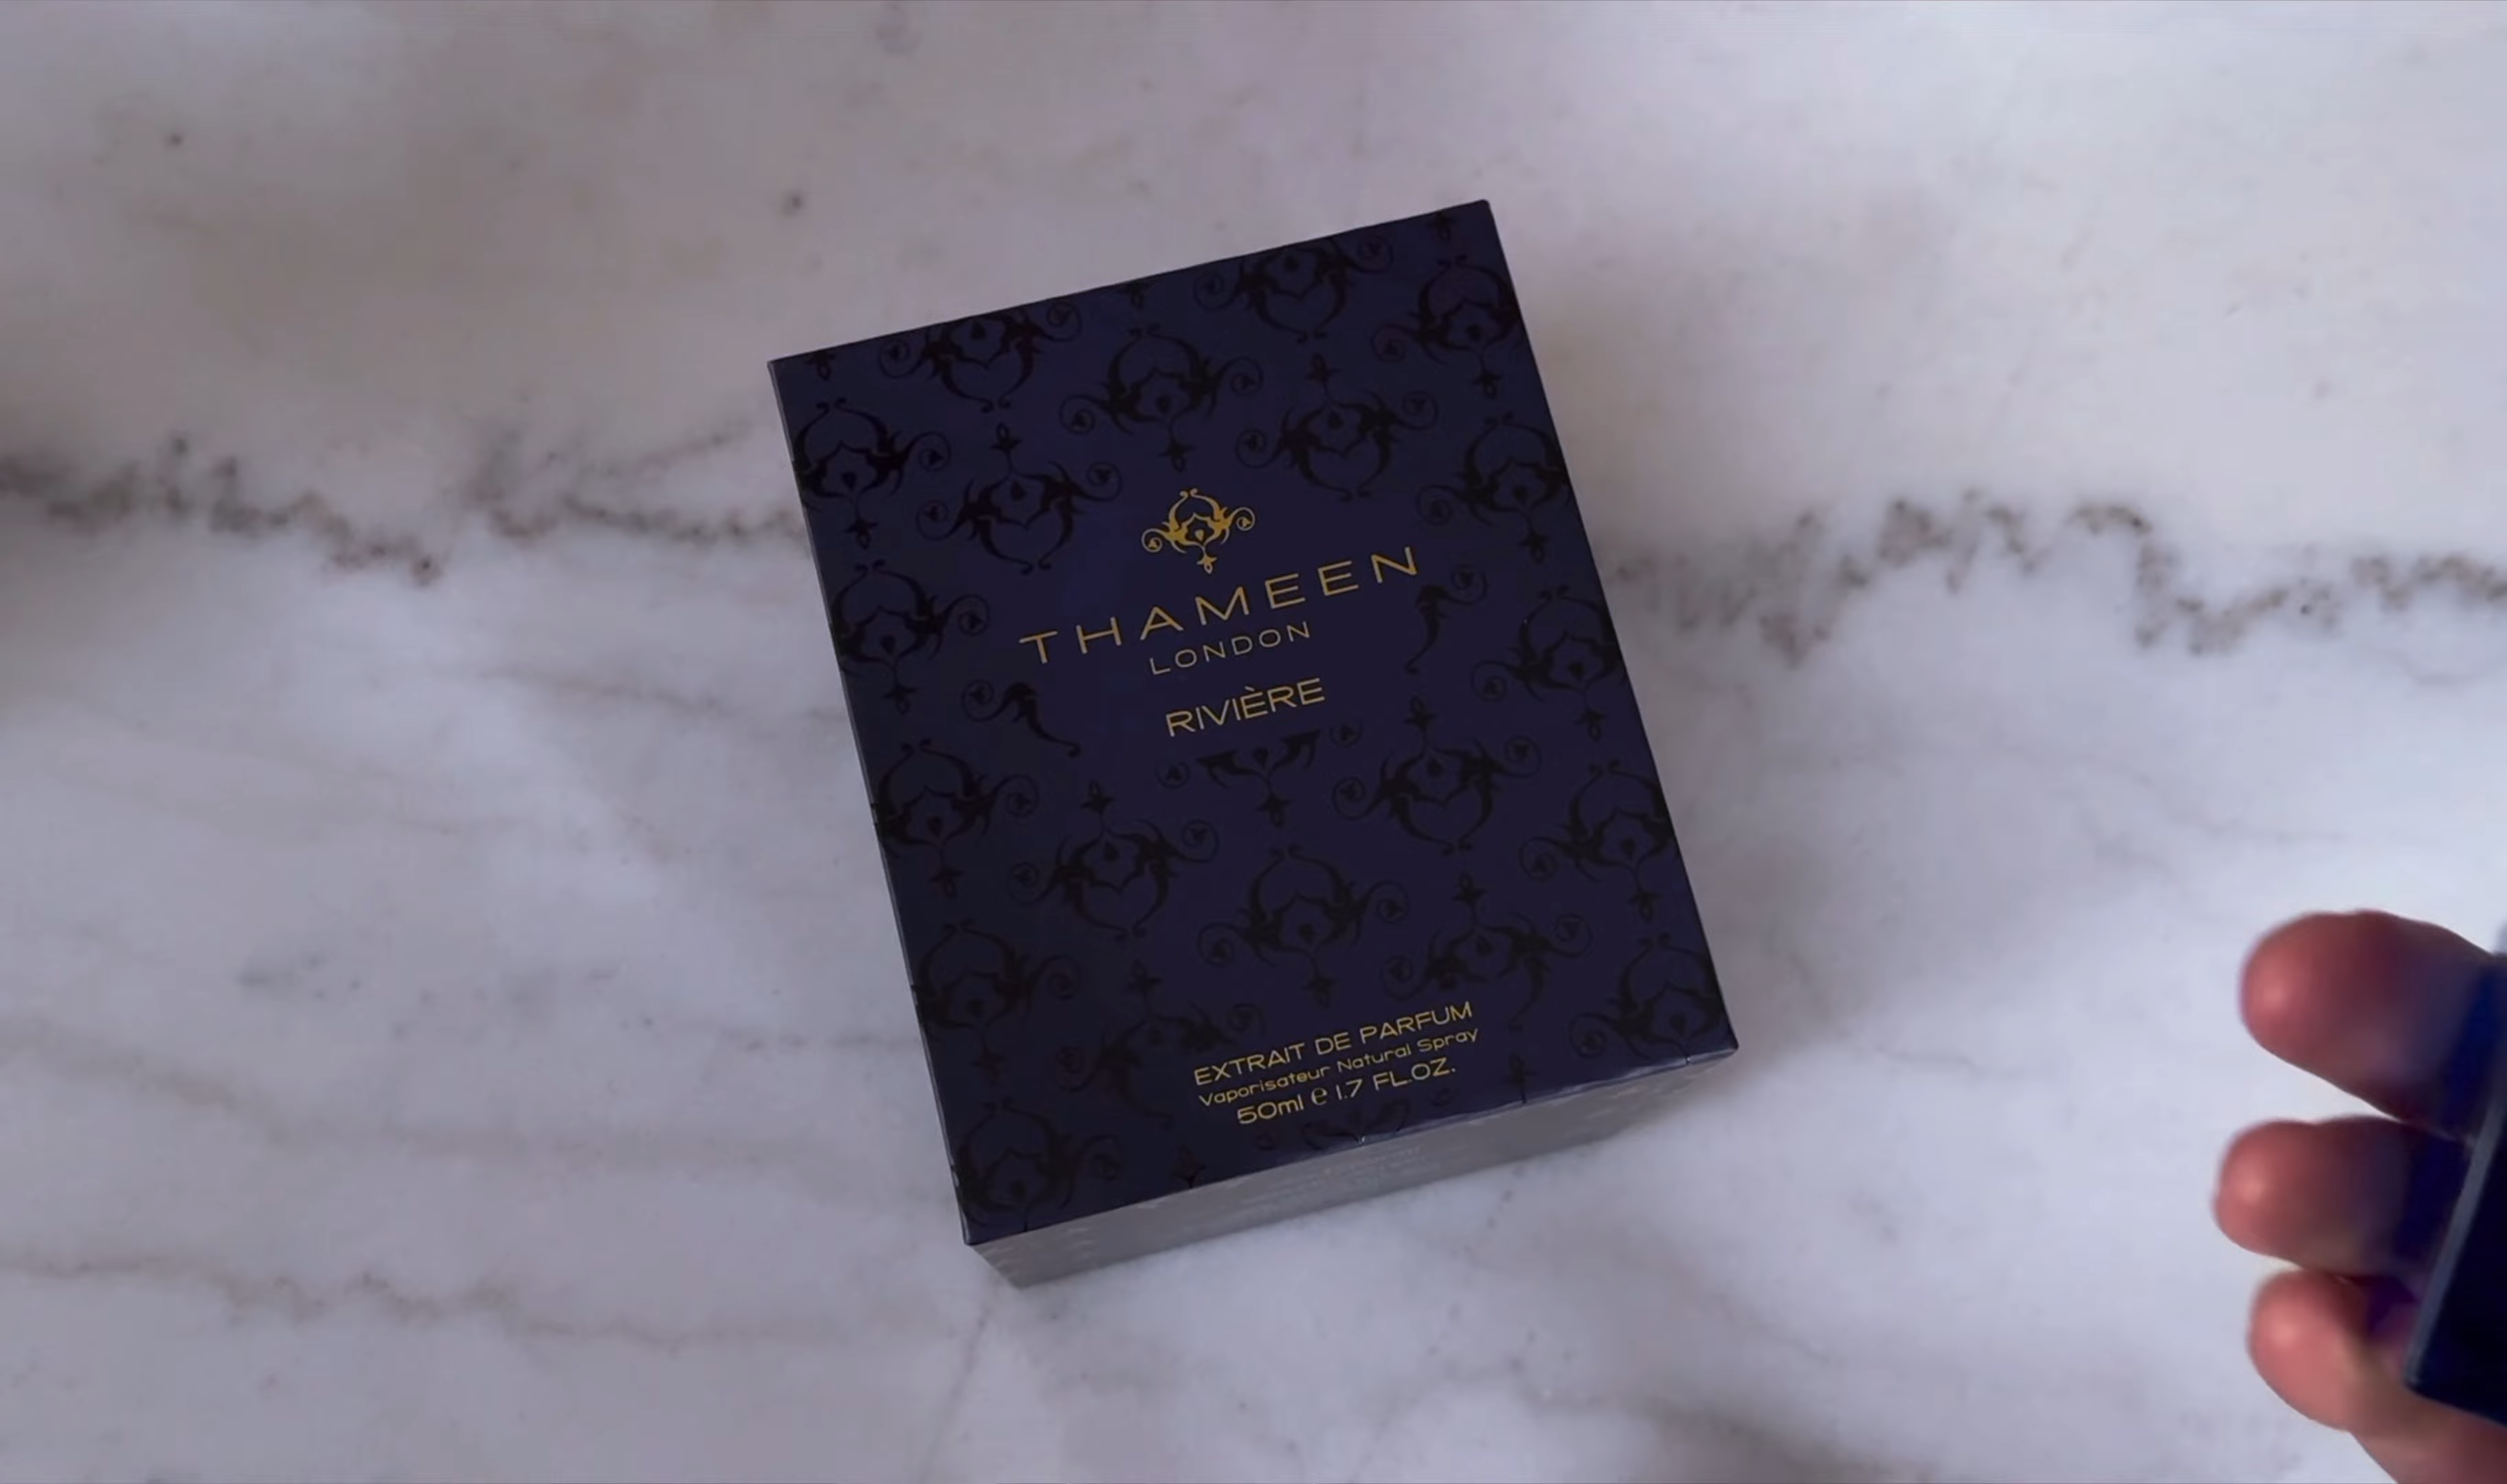 THAMEEN
LONDON
RIVIÈRE
EXTRAIT DE PARFUM
Vaporisateur Natural Spray
50ml e 1.7 FL.OZ.